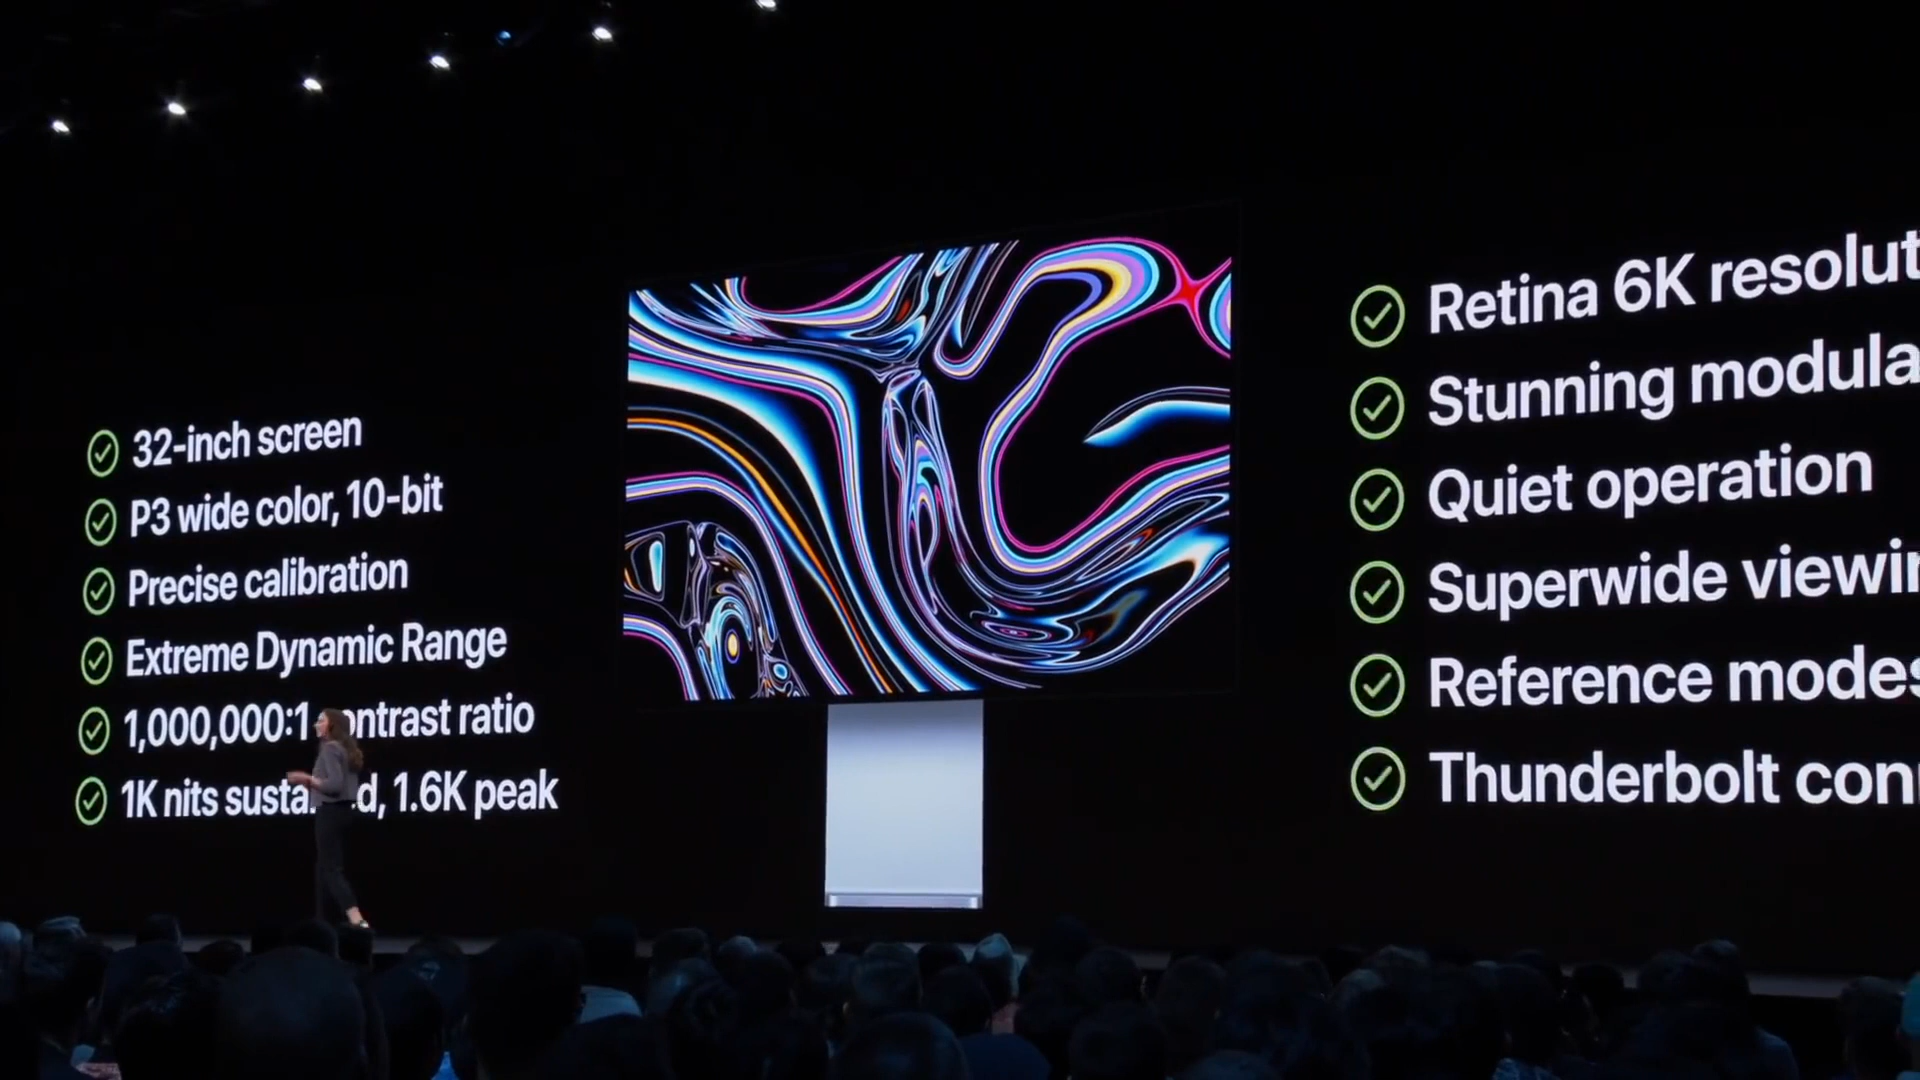 32-inch screen
P3 wide color, 10-bit
Precise calibration
Extreme Dynamic Range
1,000,000:1 ratio
1K nits 1.6K peak
Retina 6K
Stunning
Quiet operation
Superwide
Reference modes
Thunderbolt